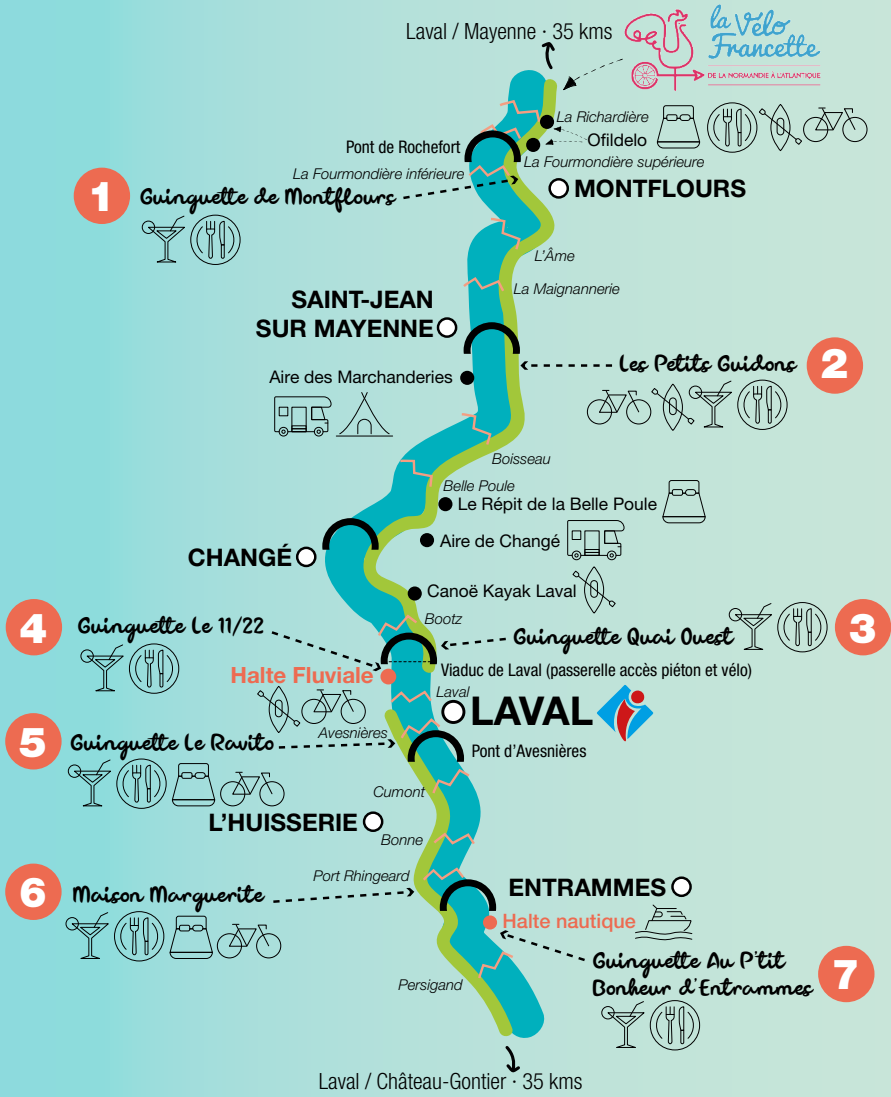 Laval / Mayenne · 35 kms
la Vélo
Francette
DE LA NORMANDIE À L'ATLANTIQUE
La Richardière
Ofildelo
Pont de Rochefort
La Fourmondière supérieure
La Fourmondière inférieure
1
Guinguette de Montflours
MONTFLOURS
L'Âme
La Maignannerie
SAINT-JEAN
SUR MAYENNE
Les Petits Guidons
2
Aire des Marchanderies
Boisseau
Belle Poule
Le Répit de la Belle Poule
Aire de Changé
CHANGÉ
Canoë Kayak Laval
Bootz
4
Guinguette Le 11/22
Guinguette Quai Ouest
3
Viaduc de Laval (passerelle accès piéton et vélo)
Halte Fluviale
Laval
LAVAL
5
Guinguette Le Ravito
Avesnières
Pont d'Avesnières
Cumont
L'HUISSERIE
Bonne
Port Rhingeard
6
Maison Marguerite
ENTRAMMES
Halte nautique
Guinguette Au P'tit
Bonheur d'Entrammes
7
Persigand
Laval / Château-Gontier · 35 kms